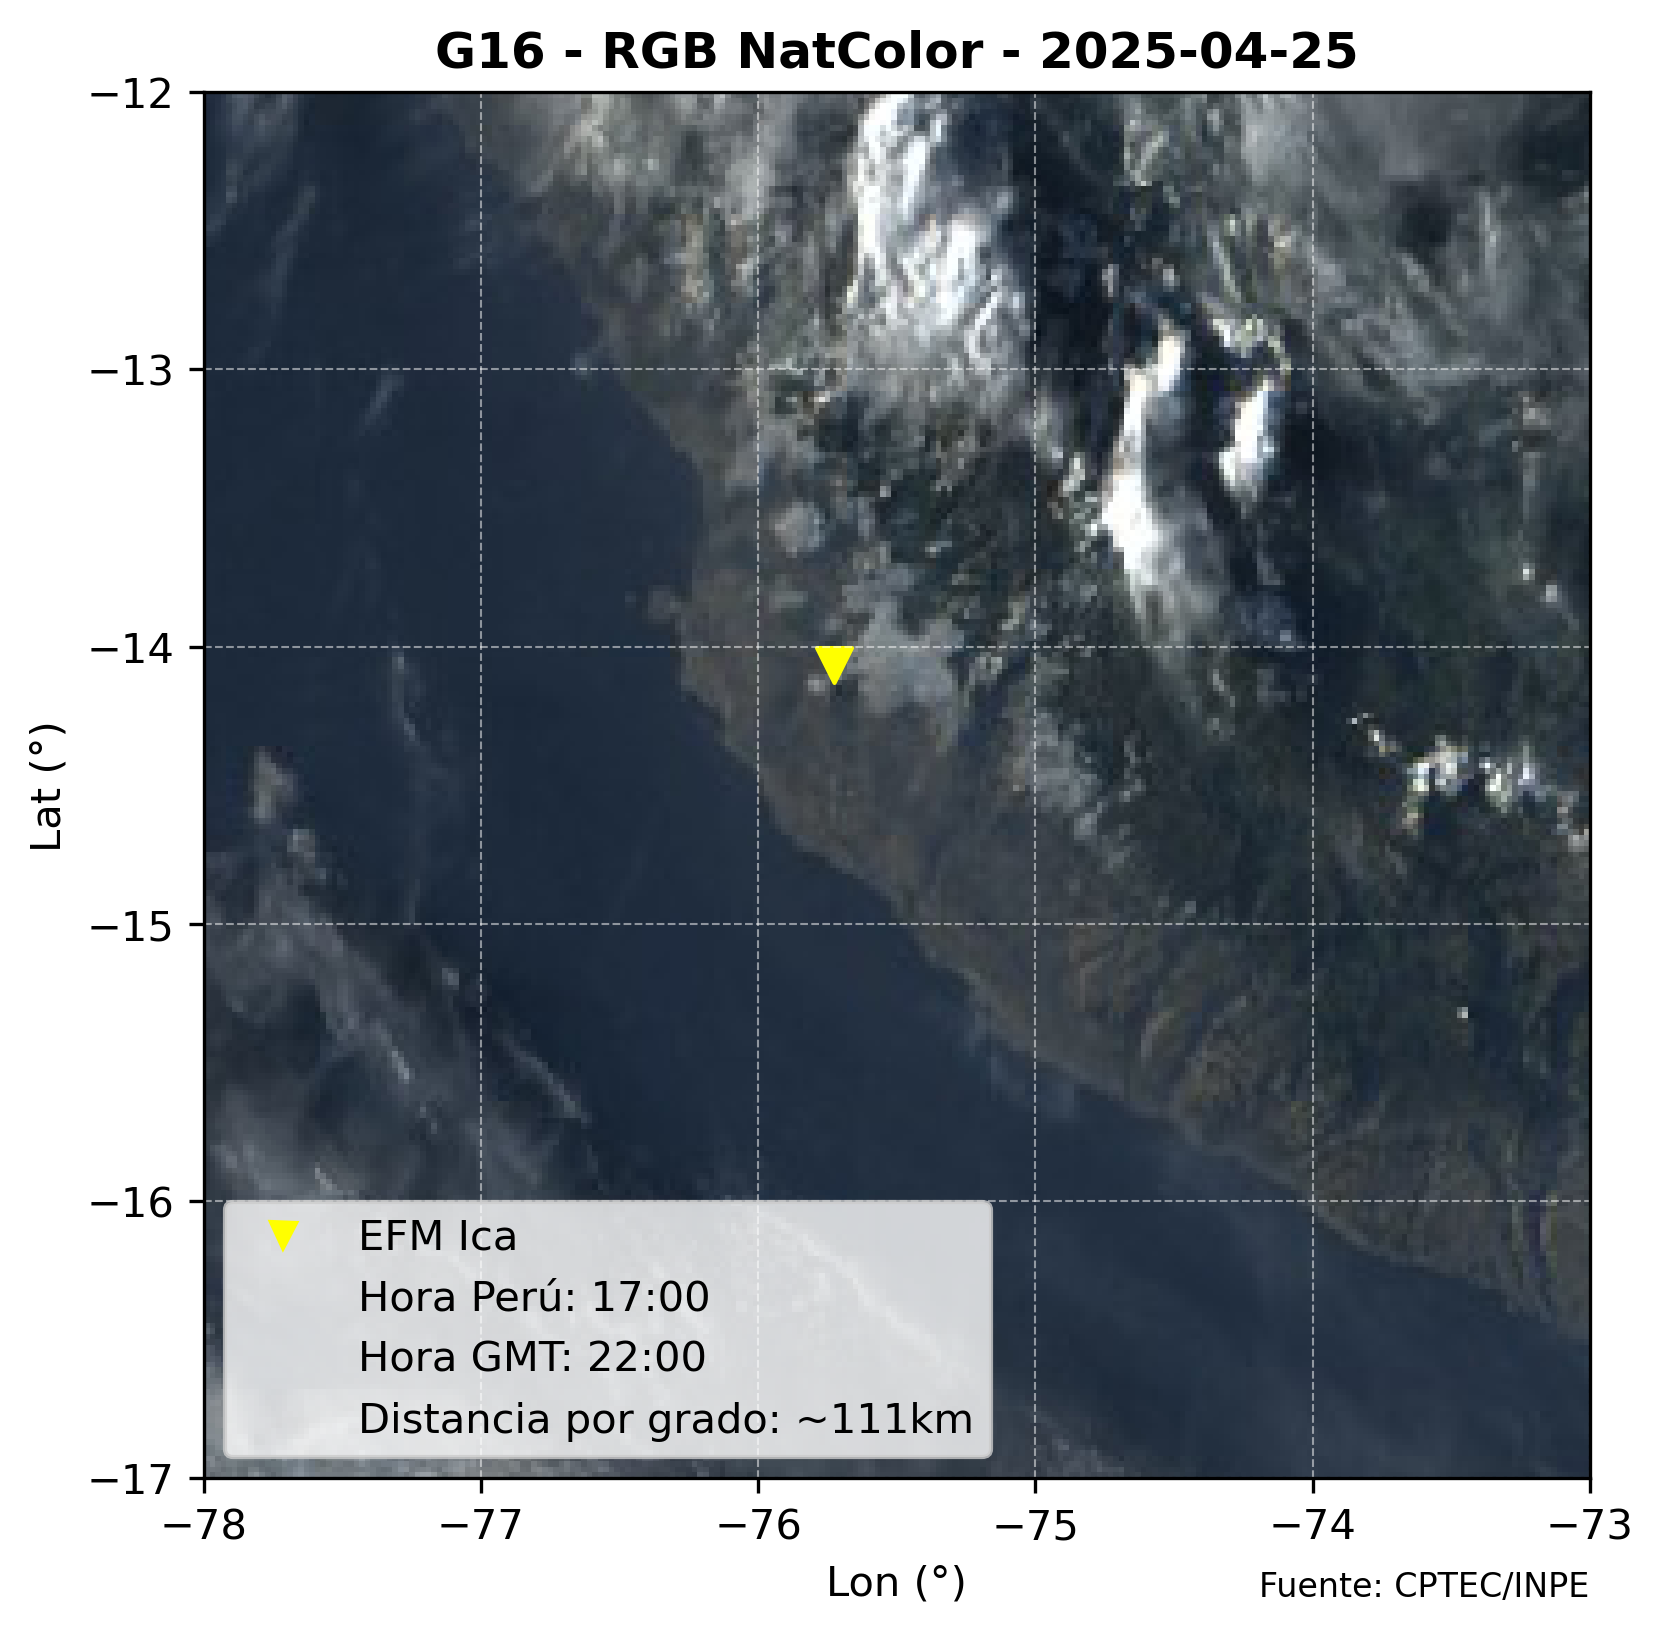 G16 - RGB NatColor - 2025-04-25
−12
−13
−14
−15
−16
−17
Lat (°)
EFM Ica
Hora Perú: 17:00
Hora GMT: 22:00
Distancia por grado: ~111km
−78
−77
−76
−75
−74
−73
Lon (°)
Fuente: CPTEC/INPE